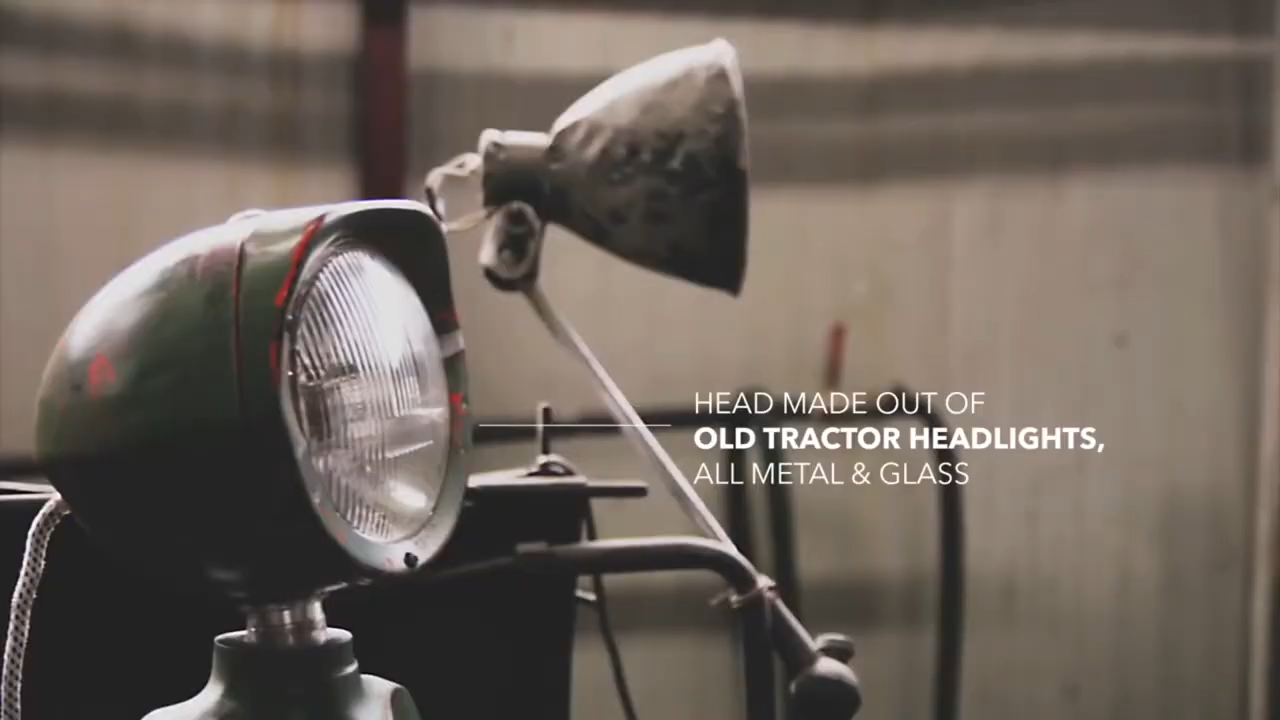 HEAD MADE OUT OF
OLD TRACTOR HEADLIGHTS,
ALL METAL & GLASS